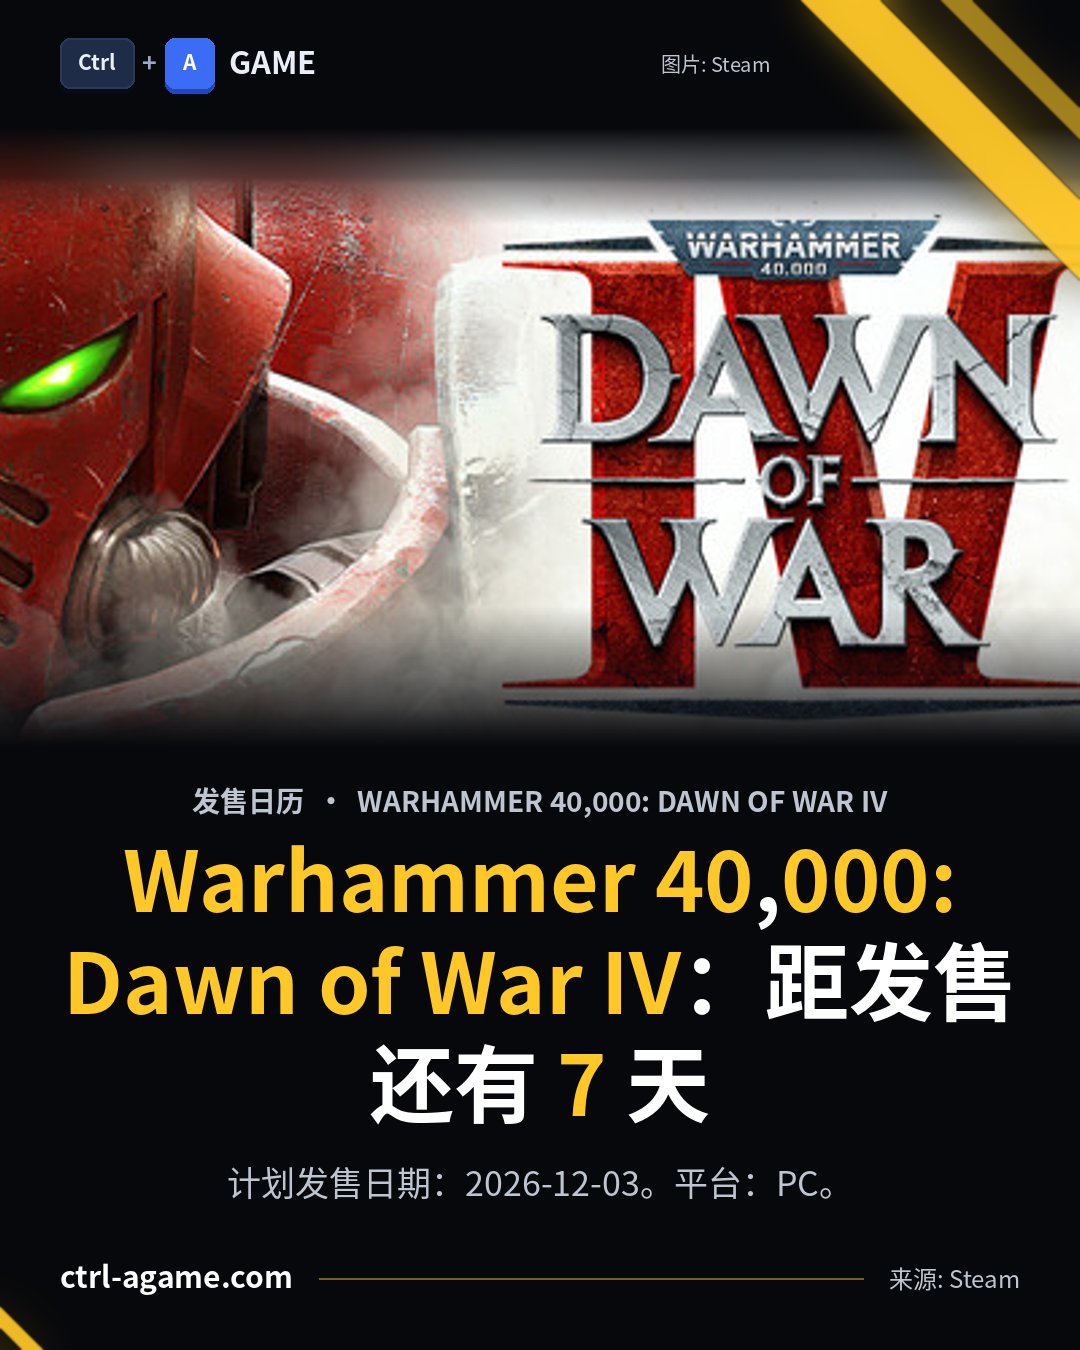 Ctrl + A GAME
图片: Steam
WARHAMMER
40,000
DAWN
OF
WAR
IV
发售日历 • WARHAMMER 40,000: DAWN OF WAR IV
Warhammer 40,000:
Dawn of War IV：距发售
还有 7 天
计划发售日期：2026-12-03。平台：PC。
ctrl-agame.com
来源: Steam